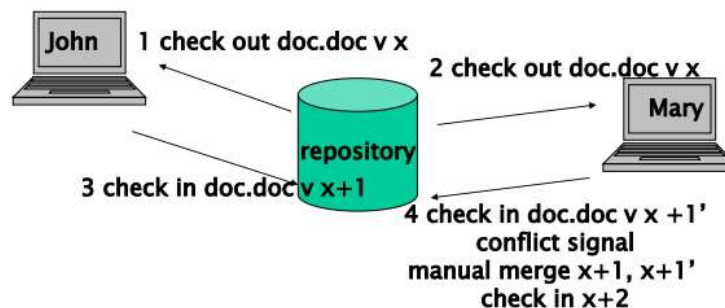 John
1 check out doc.doc v x
2 check out doc.doc v x
Mary
repository
3 check in doc.doc v x+1
4 check in doc.doc v x +1’
conflict signal
manual merge x+1, x+1’
check in x+2